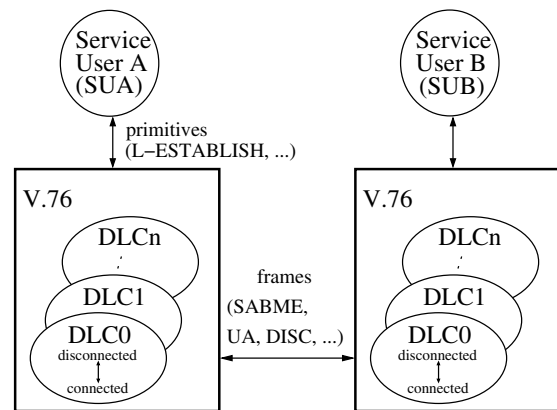 Service
User A
(SUA)
Service
User B
(SUB)
primitives
(L−ESTABLISH, ...)
V.76
DLCn
DLC1
DLC0
disconnected
connected
frames
(SABME,
UA, DISC, ...)
V.76
DLCn
DLC1
DLC0
disconnected
connected